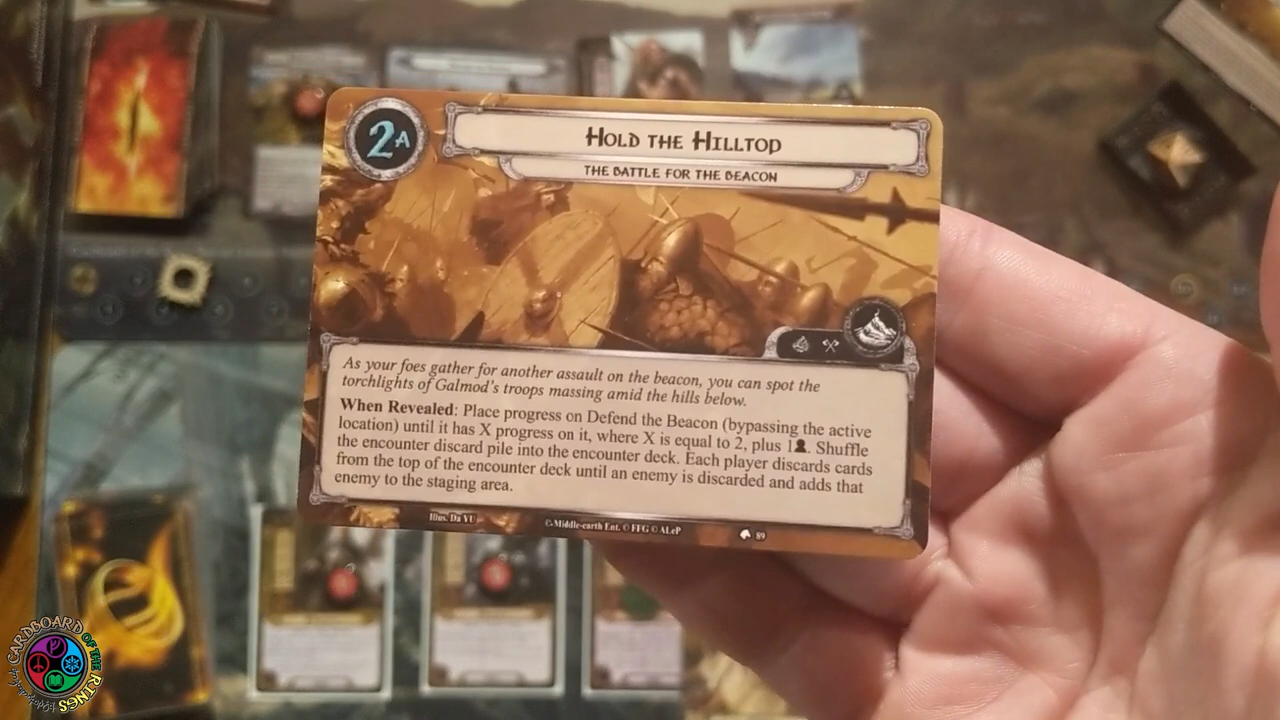 2A
HOLD THE HILLTOP
THE BATTLE FOR THE BEACON
As your foes gather for another assault on the beacon, you can spot the
torchlights of Galmod's troops massing amid the hills below.
When Revealed: Place progress on Defend the Beacon (bypassing the active
location) until it has X progress on it, where X is equal to 2, plus 1. Shuffle
the encounter discard pile into the encounter deck. Each player discards cards
from the top of the encounter deck until an enemy is discarded and adds that
enemy to the staging area.
Illus. Da YU
© Middle-earth Ent. © FFG © ALeP
89
CARDBOARD OF THE RINGS